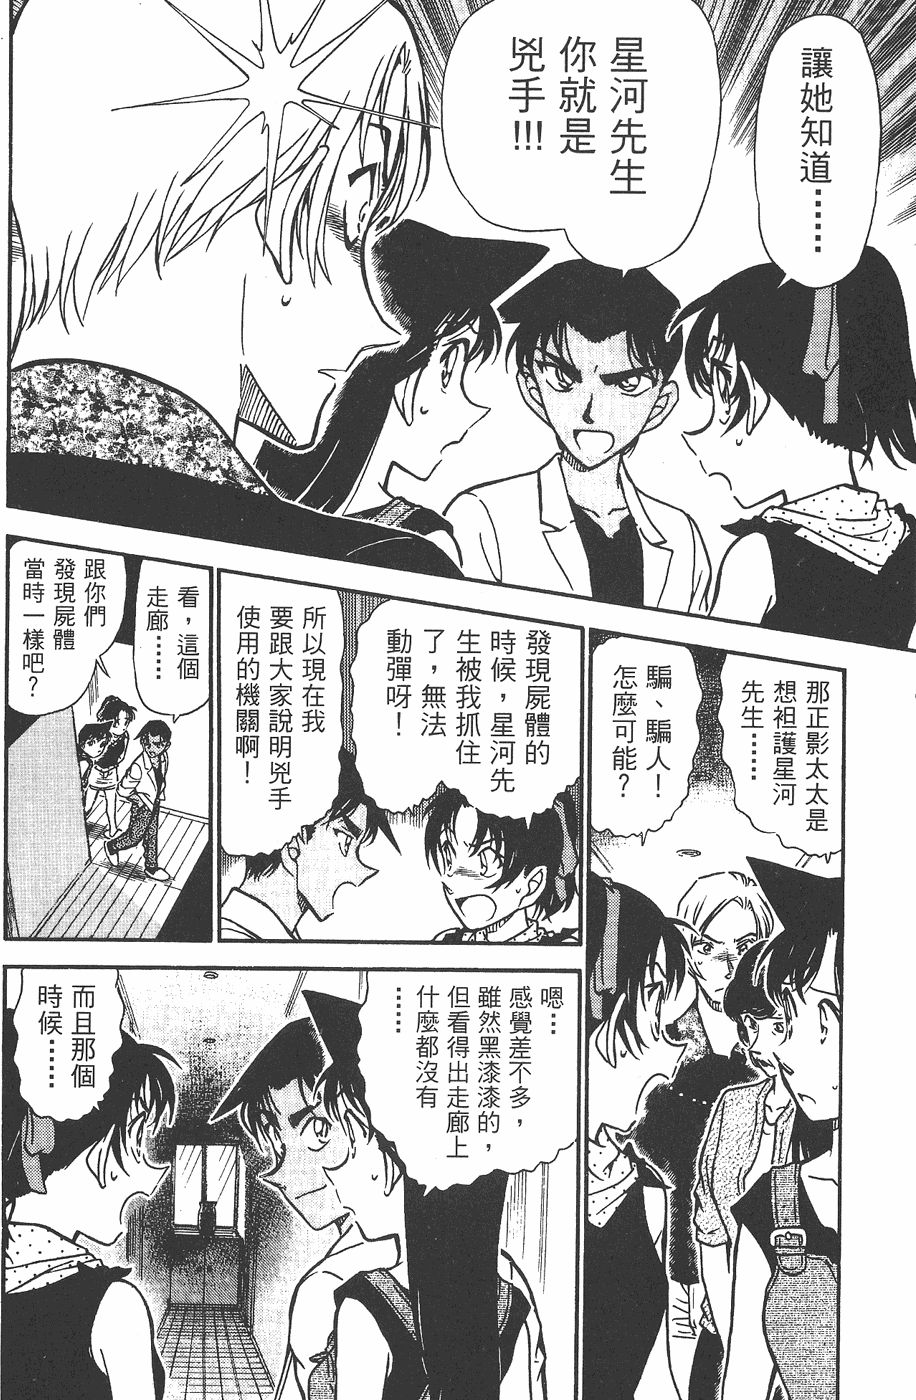 讓她知道……
星河先生
你就是
兇手!!!
那正影太太是
想袒護星河
先生……
騙、騙人！
怎麼可能？
發現屍體的
時候，星河先
生被我抓住
了，無法
動彈呀！
所以現在我
要跟大家說明兇手
使用的機關啊！
看，這個
走廊……
跟你們
發現屍體
當時一樣吧？
……
嗯…
感覺差不多，
雖然黑漆漆的，
但看得出走廊上
什麼都沒有
……
而且那個
時候……